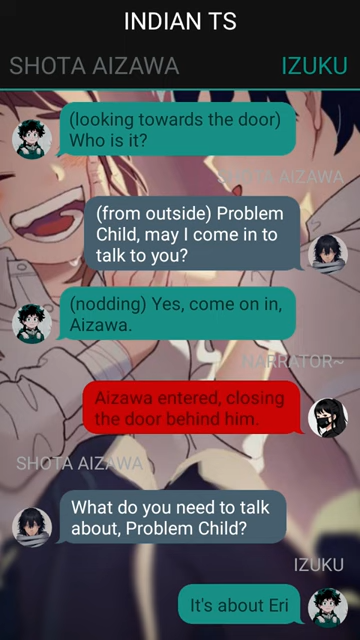 INDIAN TS
SHOTA AIZAWA
IZUKU
(looking towards the door)
Who is it?
SHOTA AIZAWA
(from outside) Problem
Child, may I come in to
talk to you?
(nodding) Yes, come on in,
Aizawa.
NARRATOR~
Aizawa entered, closing
the door behind him.
SHOTA AIZAWA
What do you need to talk
about, Problem Child?
IZUKU
It's about Eri